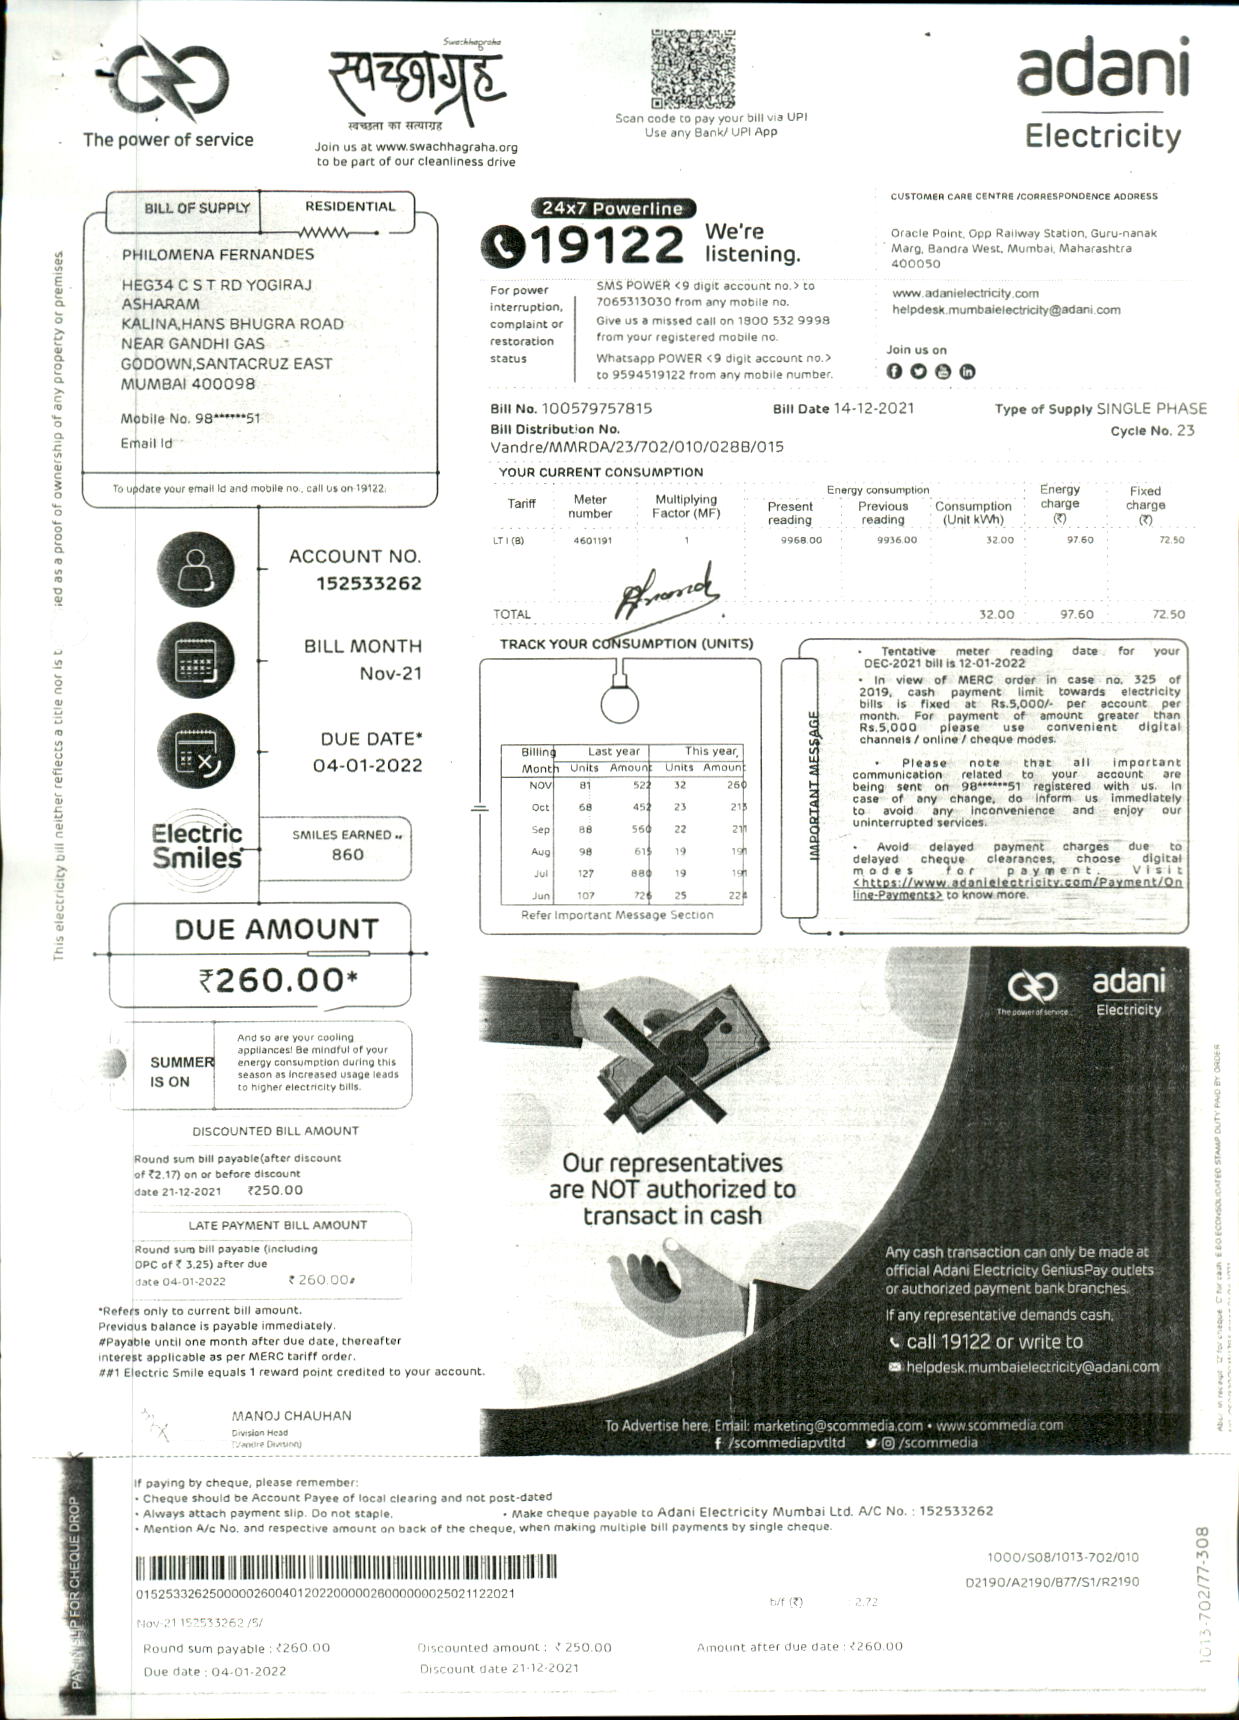 The power of service
Swachhagraha
स्वच्छाग्रह
स्वच्छता का सत्याग्रह
Join us at www.swachhagraha.org
to be part of our cleanliness drive
Scan code to pay your bill via UPI
Use any Bank/ UPI App
adani
Electricity
BILL OF SUPPLY
RESIDENTIAL
PHILOMENA FERNANDES
HEG34 C S T RD YOGIRAJ
ASHARAM
KALINA,HANS BHUGRA ROAD
NEAR GANDHI GAS
GODOWN,SANTACRUZ EAST
MUMBAI 400098
Mobile No. 98******51
Email Id
To update your email Id and mobile no., call us on 19122.
24x7 Powerline
19122 We're
listening.
For power
interruption,
complaint or
restoration
status
SMS POWER <9 digit account no.> to
7065313030 from any mobile no.
Give us a missed call on 1800 532 9998
from your registered mobile no.
Whatsapp POWER <9 digit account no.>
to 9594519122 from any mobile number.
CUSTOMER CARE CENTRE /CORRESPONDENCE ADDRESS
Oracle Point, Opp Railway Station, Guru-nanak
Marg, Bandra West, Mumbai, Maharashtra
400050
www.adanielectricity.com
helpdesk.mumbaielectricity@adani.com
Join us on
Bill No. 100579757815 Bill Date 14-12-2021 Type of Supply SINGLE PHASE
Bill Distribution No. Cycle No. 23
Vandre/MMRDA/23/702/010/028B/015
YOUR CURRENT CONSUMPTION
Tariff Meter number Multiplying Factor (MF) Energy consumption Present reading Previous reading Consumption (Unit kWh) Energy charge (₹) Fixed charge (₹)
LT I (B) 4601191 1 9968.00 9936.00 32.00 97.60 72.50
TOTAL 32.00 97.60 72.50
ACCOUNT NO.
152533262
BILL MONTH
Nov-21
DUE DATE*
04-01-2022
Electric
Smiles
SMILES EARNED
860
DUE AMOUNT
₹260.00*
TRACK YOUR CONSUMPTION (UNITS)
Billing Last year This year
Month Units Amount Units Amount
NOV 81 522 32 260
Oct 68 452 23 213
Sep 88 560 22 211
Aug 98 615 19 191
Jul 127 880 19 191
Jun 107 726 25 224
Refer Important Message Section
IMPORTANT MESSAGE
• Tentative meter reading date for your
DEC-2021 bill is 12-01-2022
• In view of MERC order in case no. 325 of
2019, cash payment limit towards electricity
bills is fixed at Rs.5,000/- per account per
month. For payment of amount greater than
Rs.5,000 please use convenient digital
channels / online / cheque modes.
• Please note that all important
communication related to your account are
being sent on 98******51 registered with us. In
case of any change, do inform us immediately
to avoid any inconvenience and enjoy our
uninterrupted services.
• Avoid delayed payment charges due to
delayed cheque clearances, choose digital
modes for payment. Visit
<https://www.adanielectricity.com/Payment/On
line-Payments> to know more.
SUMMER
IS ON
And so are your cooling
appliances! Be mindful of your
energy consumption during this
season as increased usage leads
to higher electricity bills.
DISCOUNTED BILL AMOUNT
Round sum bill payable(after discount
of ₹2.17) on or before discount
date 21-12-2021 ₹250.00
LATE PAYMENT BILL AMOUNT
Round sum bill payable (including
DPC of ₹ 3.25) after due
date 04-01-2022 ₹ 260.00#
*Refers only to current bill amount.
Previous balance is payable immediately.
#Payable until one month after due date, thereafter
interest applicable as per MERC tariff order.
##1 Electric Smile equals 1 reward point credited to your account.
MANOJ CHAUHAN
Division Head
(Vandre Division)
The power of service
adani
Electricity
Our representatives
are NOT authorized to
transact in cash
Any cash transaction can only be made at
official Adani Electricity GeniusPay outlets
or authorized payment bank branches.
If any representative demands cash,
call 19122 or write to
helpdesk.mumbaielectricity@adani.com
To Advertise here, Email: marketing@scommedia.com • www.scommedia.com
/scommediapvtltd /scommedia
This electricity bill neither reflects a title nor is
ed as a proof of ownership of any property or premises
CONSOLIDATED STAMP DUTY PAID BY ORDER
PAY-IN SLIP FOR CHEQUE DROP
If paying by cheque, please remember:
• Cheque should be Account Payee of local clearing and not post-dated
• Always attach payment slip. Do not staple. • Make cheque payable to Adani Electricity Mumbai Ltd. A/C No. : 152533262
• Mention A/c No. and respective amount on back of the cheque, when making multiple bill payments by single cheque.
1000/S08/1013-702/010
D2190/A2190/B77/S1/R2190
b/f (₹) : 2.72
Nov-21 152533262 /5/
Round sum payable : ₹260.00 Discounted amount : ₹ 250.00 Amount after due date : ₹260.00
Due date : 04-01-2022 Discount date 21-12-2021
1013-702/77-308